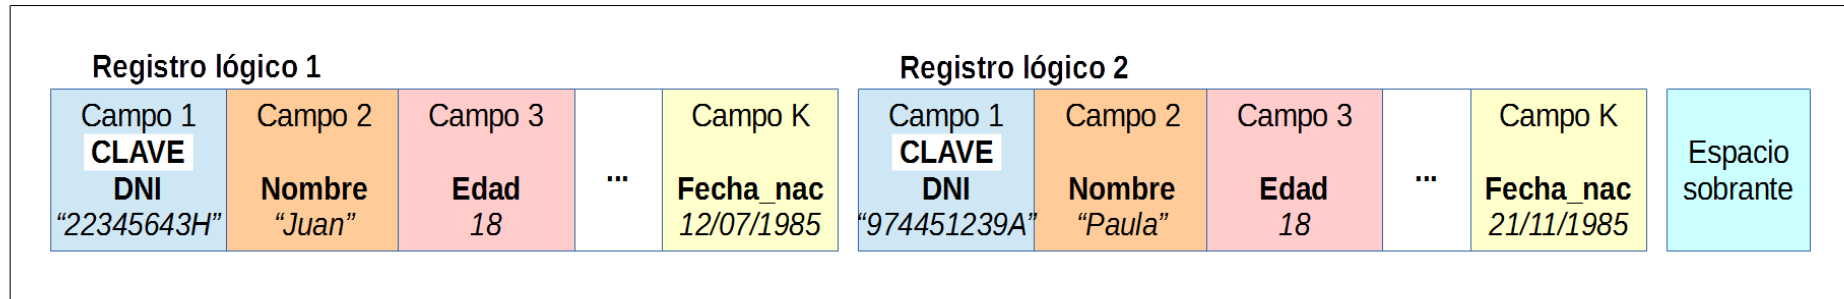 Registro lógico 1
Registro lógico 2
Campo 1
CLAVE
DNI
“22345643H”
Campo 2
Nombre
“Juan”
Campo 3
Edad
18
...
Campo K
Fecha_nac
12/07/1985
Campo 1
CLAVE
DNI
“974451239A”
Campo 2
Nombre
“Paula”
Campo 3
Edad
18
...
Campo K
Fecha_nac
21/11/1985
Espacio
sobrante